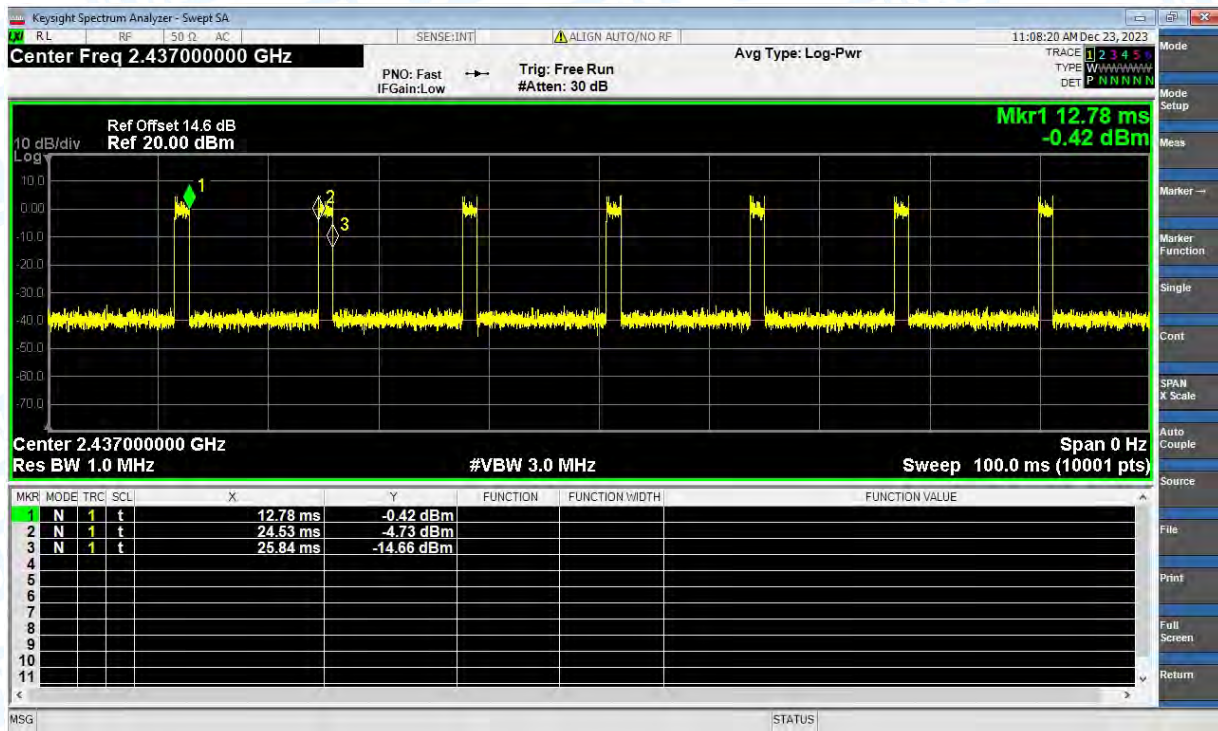 Keysight Spectrum Analyzer - Swept SA
LXI RL RF 50 Ω AC SENSE:INT ALIGN AUTO/NO RF 11:08:20 AM Dec 23, 2023
Center Freq 2.437000000 GHz
Avg Type: Log-Pwr
TRACE 1 2 3 4 5 6
TYPE WWWWWW
DET P N N N N N
PNO: Fast
IFGain:Low
Trig: Free Run
#Atten: 30 dB
Mkr1 12.78 ms
-0.42 dBm
Ref Offset 14.6 dB
10 dB/div Ref 20.00 dBm
Log
10.0
0.00
-10.0
-20.0
-30.0
-40.0
-50.0
-60.0
-70.0
1
2
3
Center 2.437000000 GHz Span 0 Hz
Res BW 1.0 MHz #VBW 3.0 MHz Sweep 100.0 ms (10001 pts)
MKR MODE TRC SCL X Y FUNCTION FUNCTION WIDTH FUNCTION VALUE
1 N 1 t 12.78 ms -0.42 dBm
2 N 1 t 24.53 ms -4.73 dBm
3 N 1 t 25.84 ms -14.66 dBm
4
5
6
7
8
9
10
11
MSG STATUS
Mode
Mode
Setup
Meas
Marker →
Marker
Function
Single
Cont
SPAN
X Scale
Auto
Couple
Source
File
Print
Full
Screen
Return